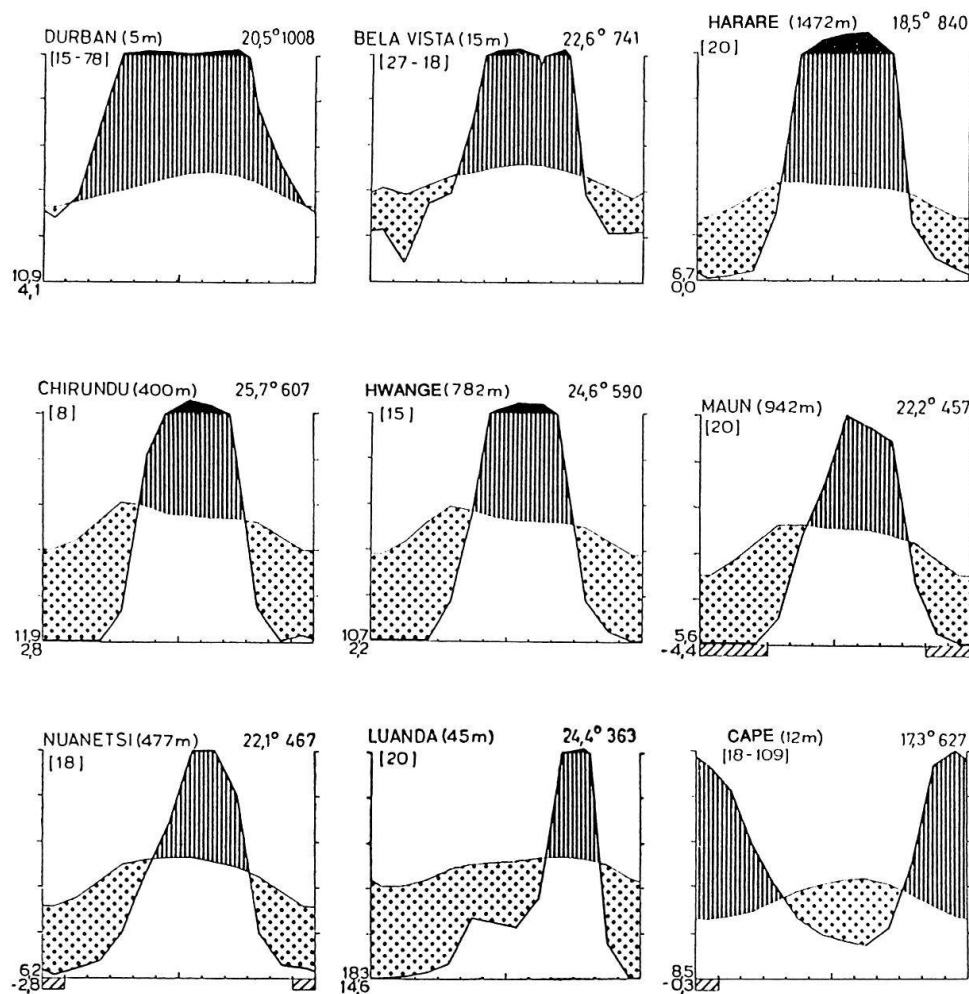 DURBAN (5m) 20,5° 1008
[15-78]
10,9
4,1
BELA VISTA (15m) 22,6° 741
[27-18]
HARARE (1472m) 18,5° 840
[20]
6,7
0,0
CHIRUNDU (400m) 25,7° 607
[8]
11,9
2,8
HWANGE (782m) 24,6° 590
[15]
10,7
2,2
MAUN (942m) 22,2° 457
[20]
5,6
-4,4
NUANETSI (477m) 22,1° 467
[18]
6,2
-2,8
LUANDA (45m) 24,4° 363
[20]
18,3
14,6
CAPE (12m) 17,3° 627
[18-109]
8,5
-0,3